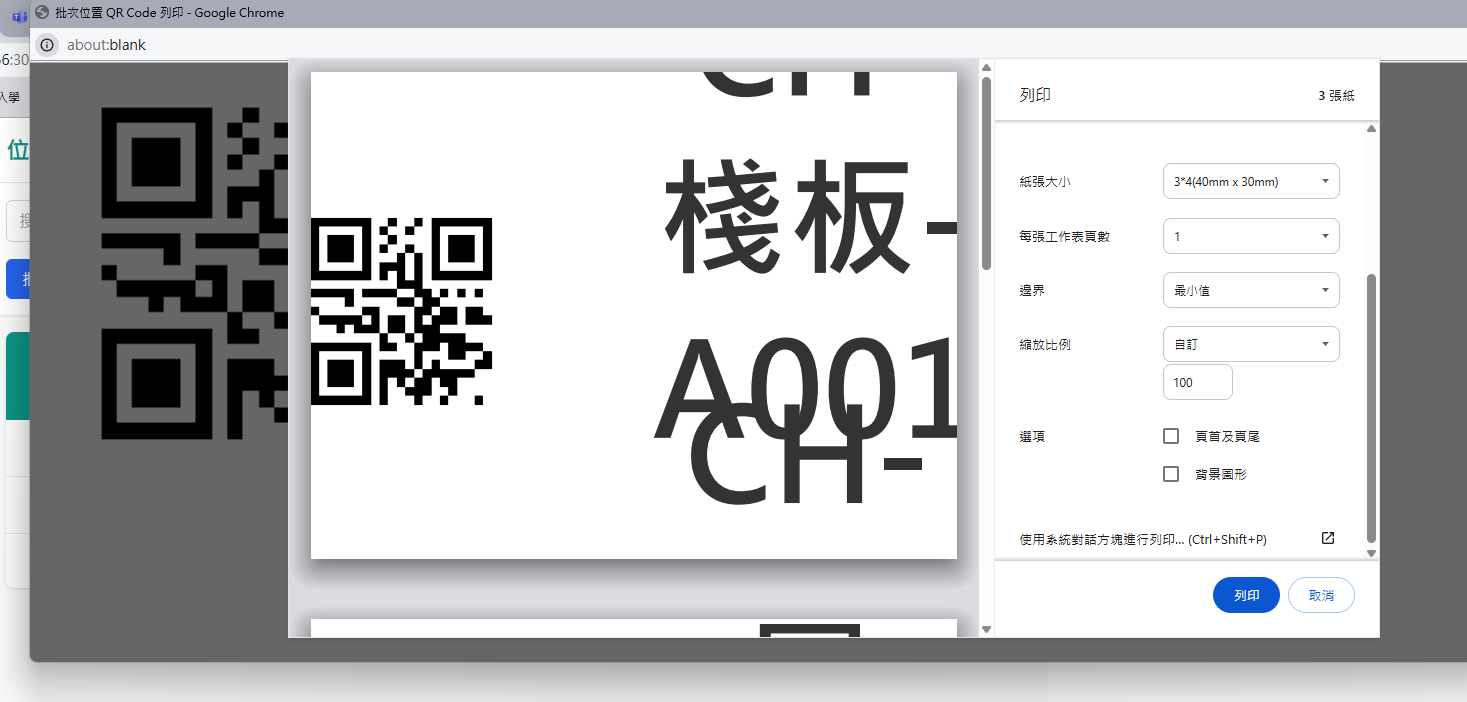 批次位置 QR Code 列印 - Google Chrome
about:blank
6:30
入學
位
搜
批
CH
棧板-
A001
CH-
列印
3 張紙
紙張大小
3*4(40mm x 30mm)
每張工作表頁數
1
邊界
最小值
縮放比例
自訂
100
選項
頁首及頁尾
背景圖形
使用系統對話方塊進行列印... (Ctrl+Shift+P)
列印
取消